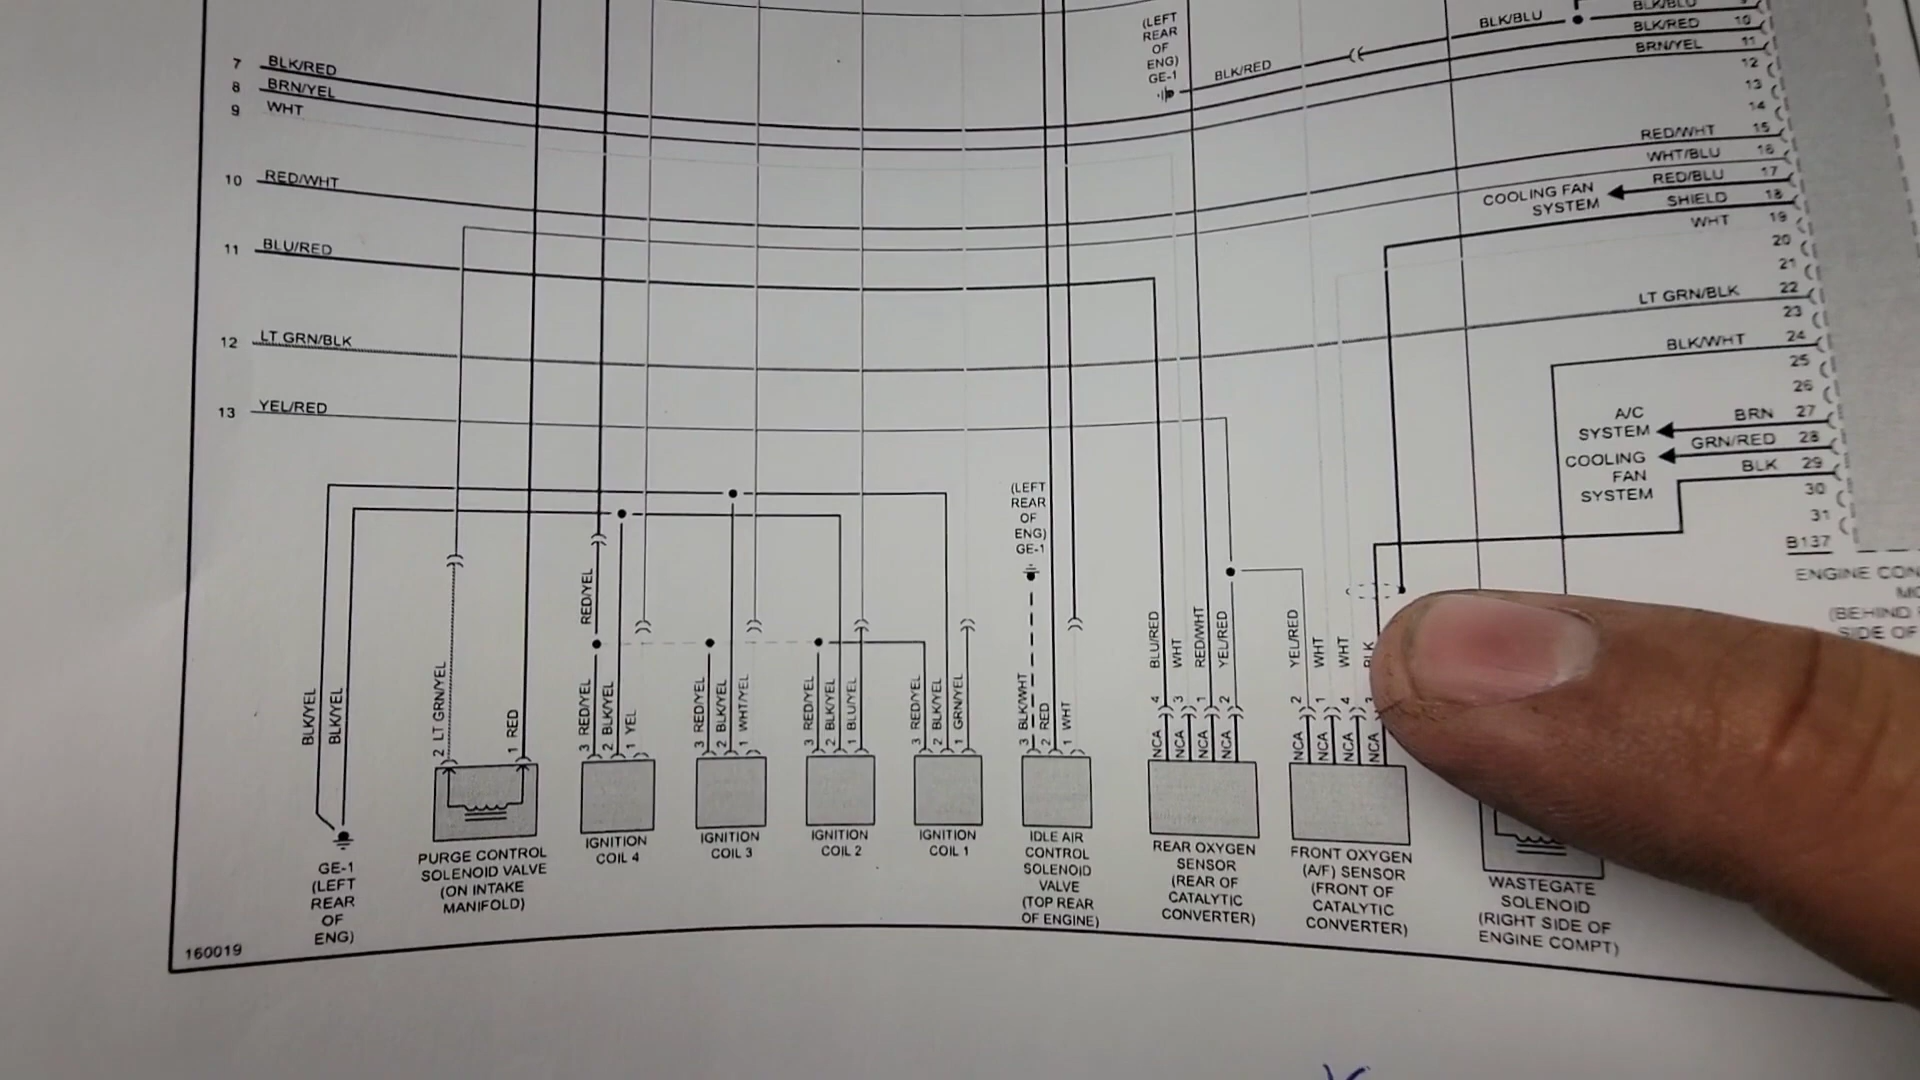 (LEFT
REAR
OF
ENG)
GE-1
BLK/RED
BLK/BLU
BLK/RED 10
BRN/YEL 11
12
13
14
RED/WHT 15
WHT/BLU 16
RED/BLU 17
COOLING FAN
SYSTEM
SHIELD 18
WHT 19
20
21
LT GRN/BLK 22
23
BLK/WHT 24
25
26
A/C
SYSTEM
BRN 27
GRN/RED 28
COOLING
FAN
SYSTEM
BLK 29
30
31
B137
ENGINE
(BEHIND
SIDE OF
7 BLK/RED
8 BRN/YEL
9 WHT
10 RED/WHT
11 BLU/RED
12 LT GRN/BLK
13 YEL/RED
(LEFT
REAR
OF
ENG)
GE-1
BLK/YEL
BLK/YEL
2 LT GRN/YEL
1 RED
RED/YEL
3 RED/YEL
2 BLK/YEL
1 YEL
3 RED/YEL
2 BLK/YEL
1 WHT/YEL
3 RED/YEL
2 BLK/YEL
1 BLU/YEL
3 RED/YEL
2 BLK/YEL
1 GRN/YEL
3 BLK/WHT
2 RED
1 WHT
NCA 4 BLU/RED
NCA 3 WHT
NCA 1 RED/WHT
NCA 2 YEL/RED
NCA 2 YEL/RED
NCA 1 WHT
NCA 4 WHT
NCA 3 BLK
GE-1
(LEFT
REAR
OF
ENG)
PURGE CONTROL
SOLENOID VALVE
(ON INTAKE
MANIFOLD)
IGNITION
COIL 4
IGNITION
COIL 3
IGNITION
COIL 2
IGNITION
COIL 1
IDLE AIR
CONTROL
SOLENOID
VALVE
(TOP REAR
OF ENGINE)
REAR OXYGEN
SENSOR
(REAR OF
CATALYTIC
CONVERTER)
FRONT OXYGEN
(A/F) SENSOR
(FRONT OF
CATALYTIC
CONVERTER)
WASTEGATE
SOLENOID
(RIGHT SIDE OF
ENGINE COMPT)
160019